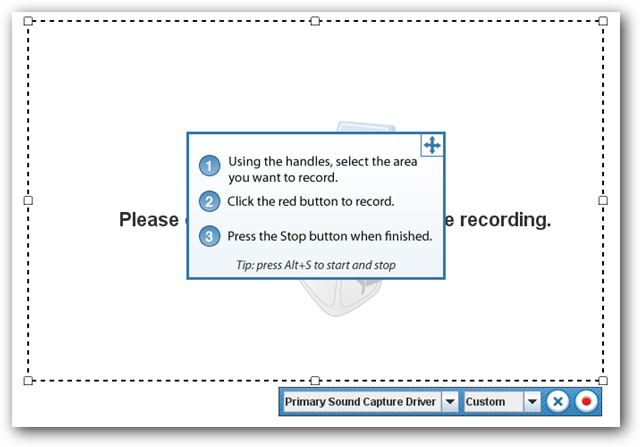 1 Using the handles, select the area
you want to record.
2 Click the red button to record.
Please e recording.
3 Press the Stop button when finished.
Tip: press Alt+S to start and stop
Primary Sound Capture Driver Custom